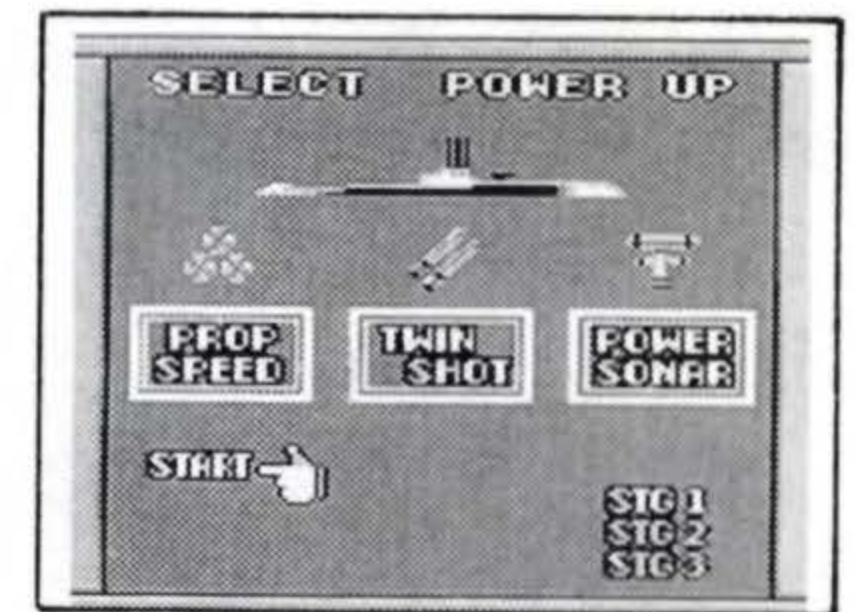 SELECT POWER UP
PROP
SPEED
TWIN
SHOT
POWER
SONAR
START
STG 1
STG 2
STG 3